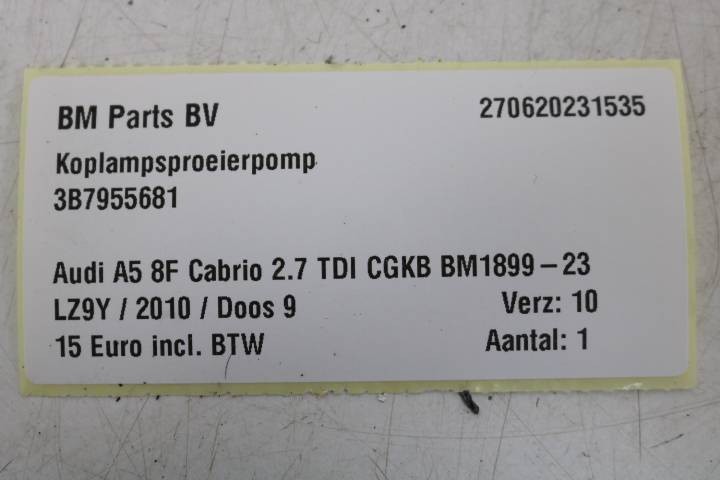 BM Parts BV 270620231535
Koplampsproeierpomp
3B7955681
Audi A5 8F Cabrio 2.7 TDI CGKB BM1899-23
LZ9Y / 2010 / Doos 9 Verz: 10
15 Euro incl. BTW Aantal: 1